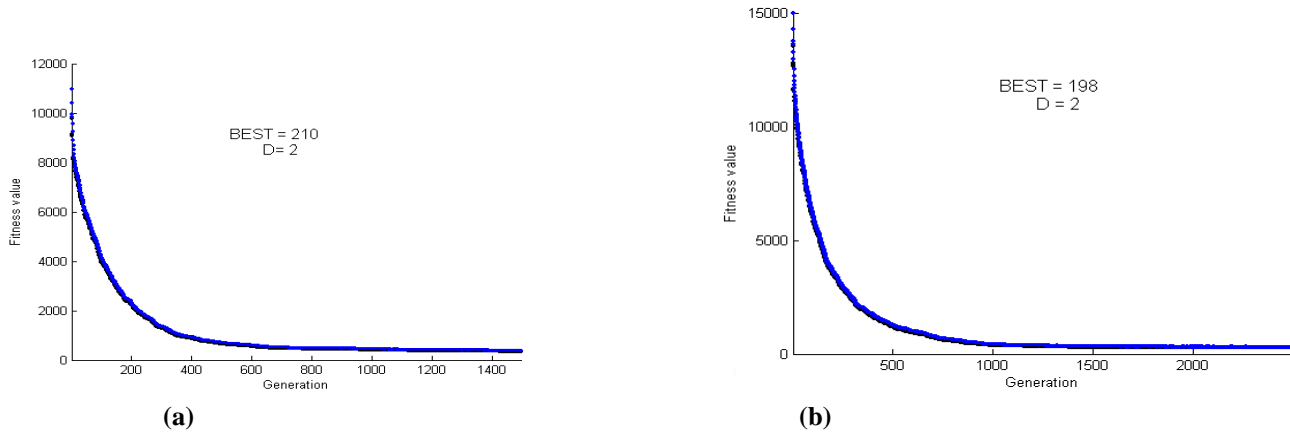 12000
10000
8000
6000
4000
2000
0
Fitness value
BEST = 210
D= 2
200
400
600
800
1000
1200
1400
Generation
(a)
15000
10000
5000
0
Fitness value
BEST = 198
D = 2
500
1000
1500
2000
Generation
(b)